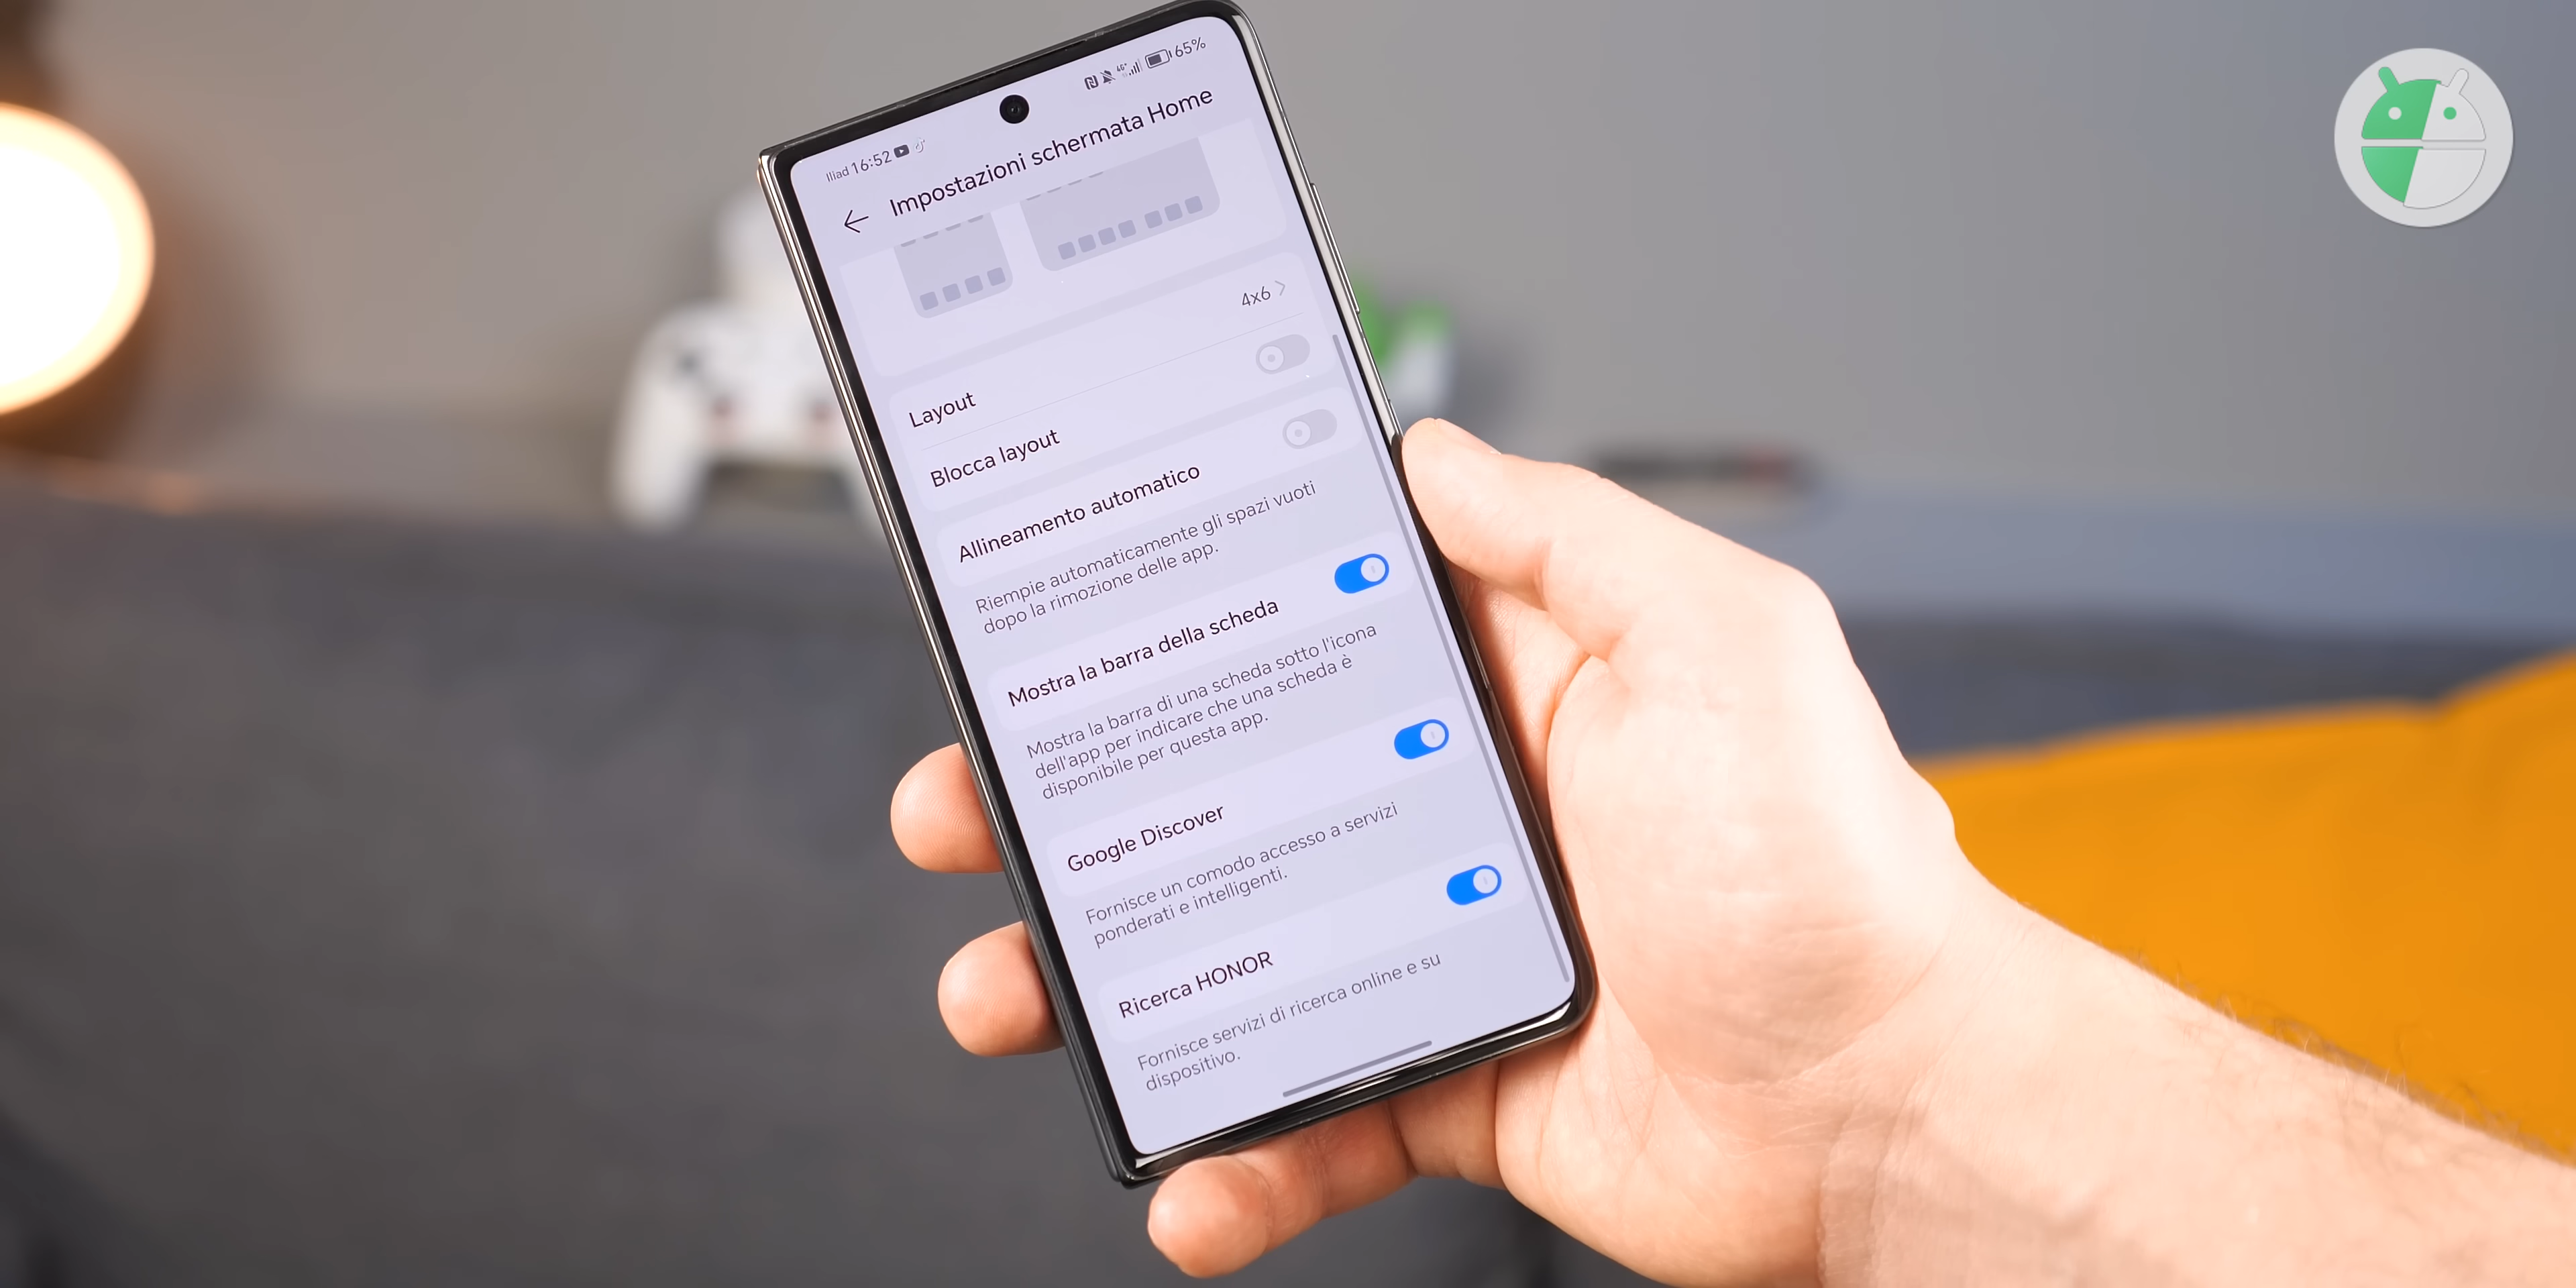 Iliad 16:52
4G+
65%
Impostazioni schermata Home
Layout
4x6
Blocca layout
Allineamento automatico
Riempie automaticamente gli spazi vuoti
dopo la rimozione delle app.
Mostra la barra della scheda
Mostra la barra di una scheda sotto l'icona
dell'app per indicare che una scheda è
disponibile per questa app.
Google Discover
Fornisce un comodo accesso a servizi
ponderati e intelligenti.
Ricerca HONOR
Fornisce servizi di ricerca online e su
dispositivo.